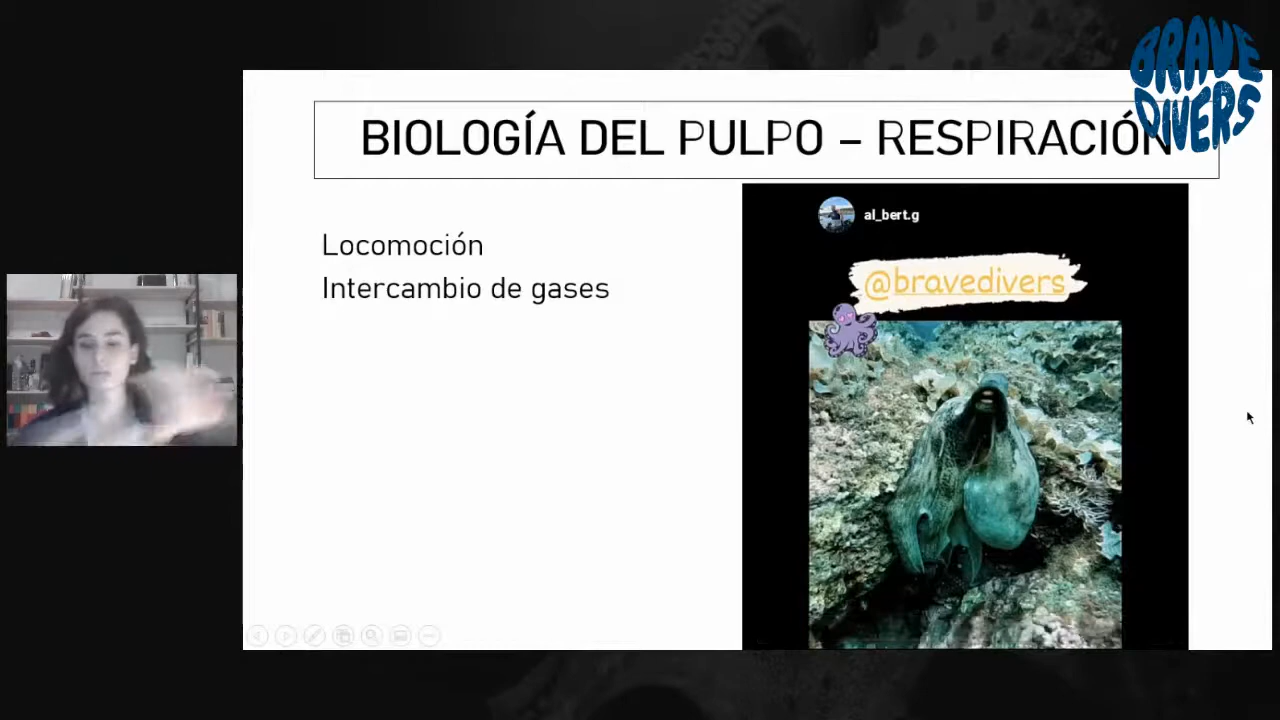 BRAVE
DIVERS
BIOLOGÍA DEL PULPO – RESPIRACIÓN
Locomoción
Intercambio de gases
al_bert.g
@bravedivers